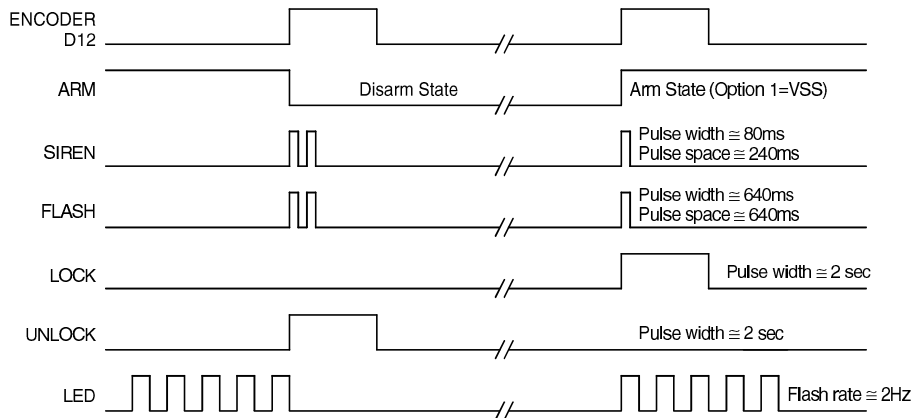 ENCODER
D12
ARM
Disarm State
Arm State (Option 1=VSS)
SIREN
Pulse width ≅ 80ms
Pulse space ≅ 240ms
FLASH
Pulse width ≅ 640ms
Pulse space ≅ 640ms
LOCK
Pulse width ≅ 2 sec
UNLOCK
Pulse width ≅ 2 sec
LED
Flash rate ≅ 2Hz